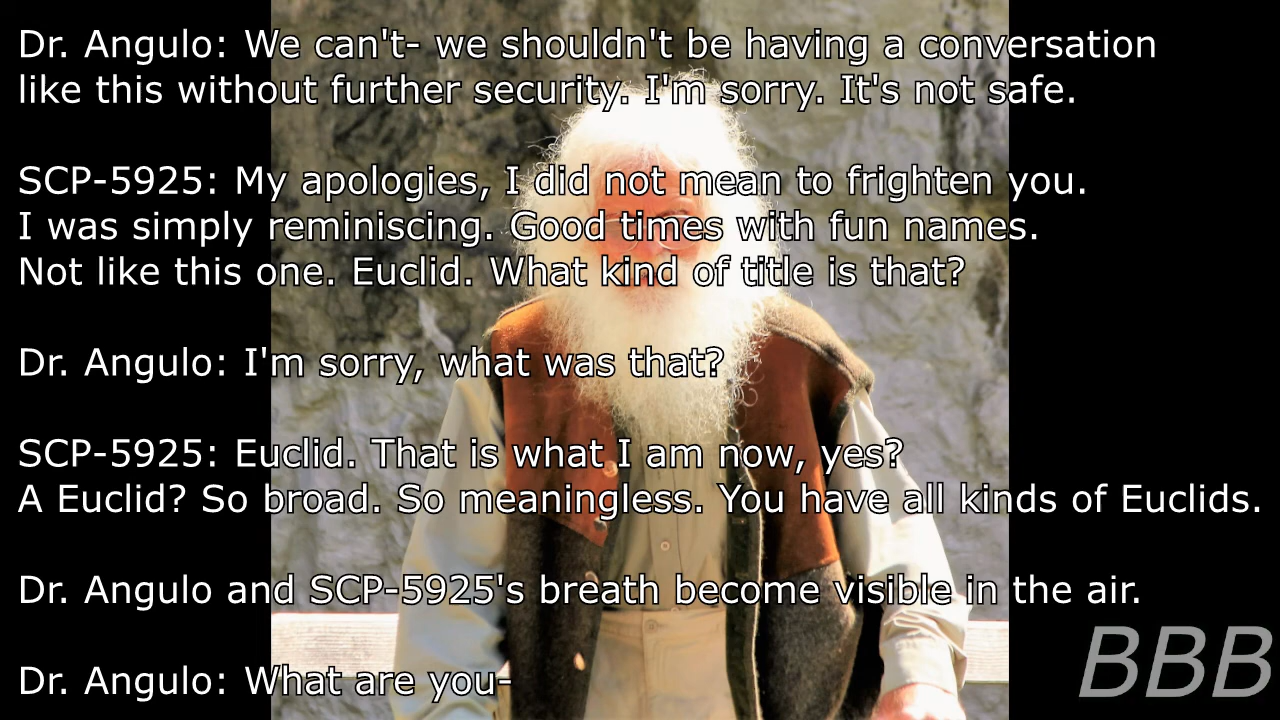 Dr. Angulo: We can't- we shouldn't be having a conversation
like this without further security. I'm sorry. It's not safe.
SCP-5925: My apologies, I did not mean to frighten you.
I was simply reminiscing. Good times with fun names.
Not like this one. Euclid. What kind of title is that?
Dr. Angulo: I'm sorry, what was that?
SCP-5925: Euclid. That is what I am now, yes?
A Euclid? So broad. So meaningless. You have all kinds of Euclids.
Dr. Angulo and SCP-5925's breath become visible in the air.
Dr. Angulo: What are you-
BBB